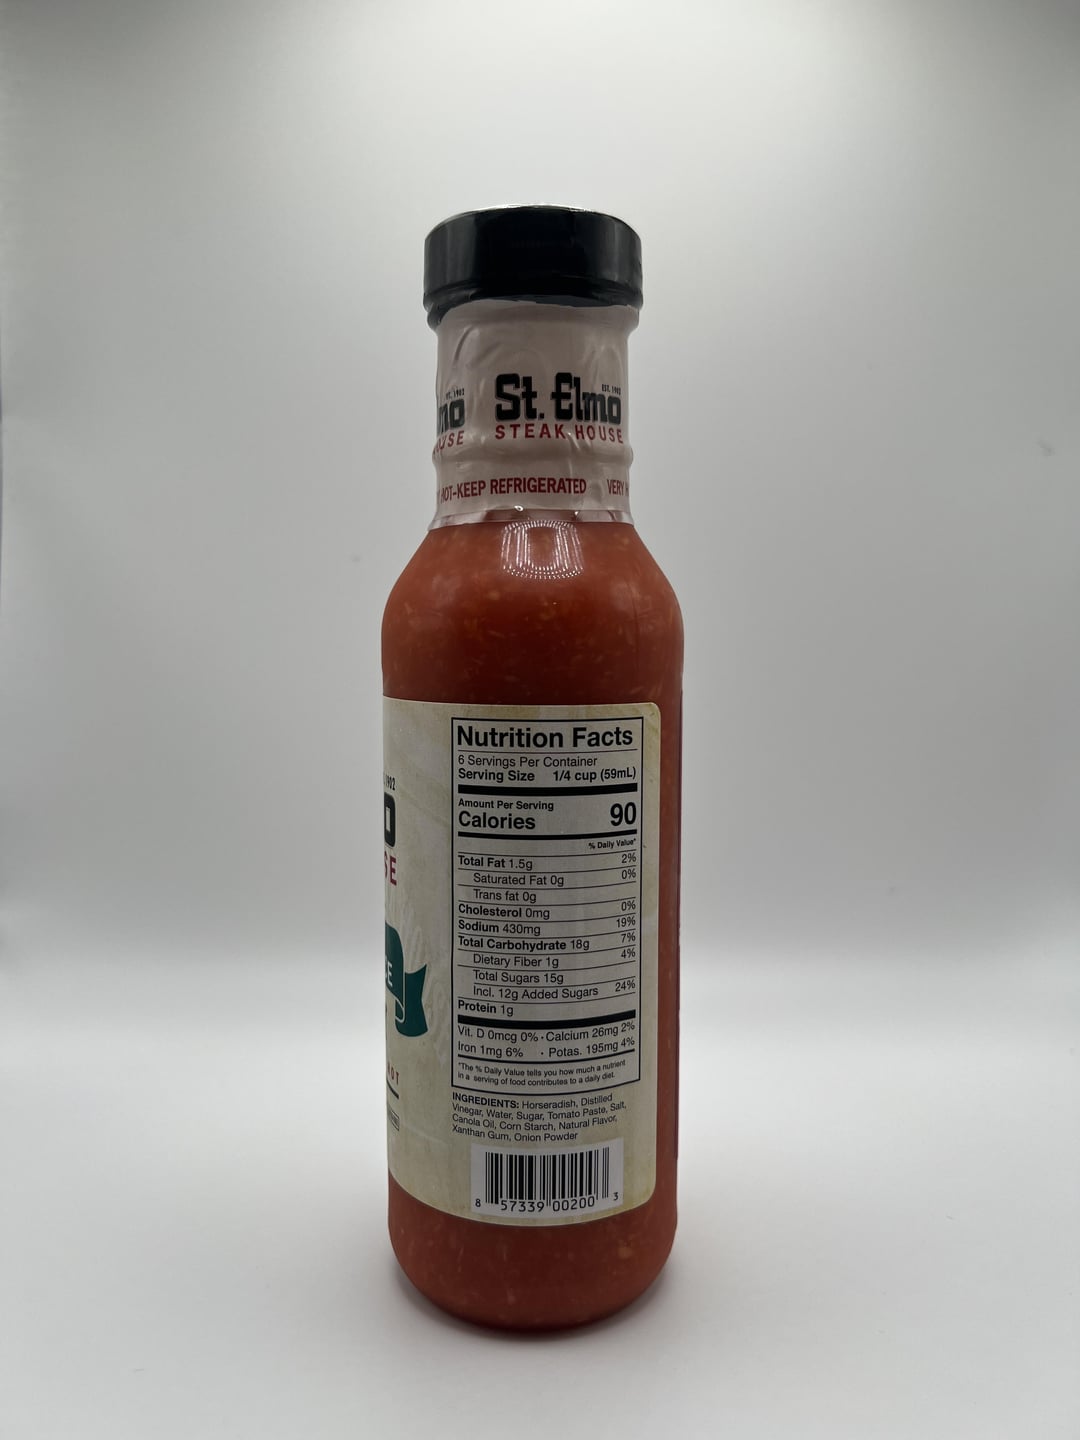 EST. 1902
mo
St. Elmo
STEAK HOUSE
HOT-KEEP REFRIGERATED VERY
1902
SE
E
HOT
Nutrition Facts
6 Servings Per Container
Serving Size 1/4 cup (59mL)
Amount Per Serving
Calories 90
% Daily Value*
Total Fat 1.5g 2%
Saturated Fat 0g 0%
Trans fat 0g
Cholesterol 0mg 0%
Sodium 430mg 19%
Total Carbohydrate 18g 7%
Dietary Fiber 1g 4%
Total Sugars 15g
Incl. 12g Added Sugars 24%
Protein 1g
Vit. D 0mcg 0% · Calcium 26mg 2%
Iron 1mg 6% · Potas. 195mg 4%
*The % Daily Value tells you how much a nutrient
in a serving of food contributes to a daily diet.
INGREDIENTS: Horseradish, Distilled
Vinegar, Water, Sugar, Tomato Paste, Salt,
Canola Oil, Corn Starch, Natural Flavor,
Xanthan Gum, Onion Powder
8 57339 00200 3